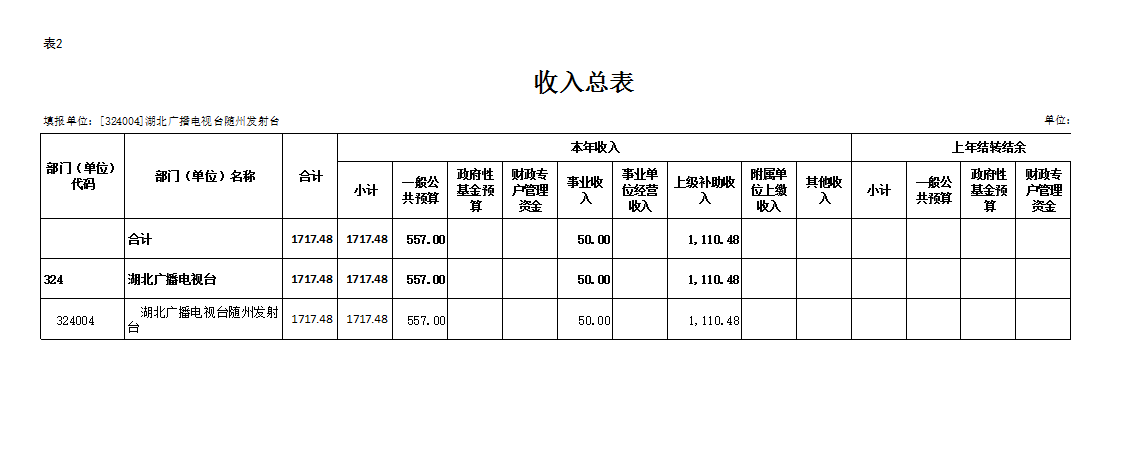 表2
收入总表
填报单位：[324004]湖北广播电视台随州发射台 单位：
部门（单位）代码 部门（单位）名称 合计 本年收入 上年结转结余
小计 一般公共预算 政府性基金预算 财政专户管理资金 事业收入 事业单位经营收入 上级补助收入 附属单位上缴收入 其他收入 小计 一般公共预算 政府性基金预算 财政专户管理资金
合计 1717.48 1717.48 557.00 50.00 1,110.48
324 湖北广播电视台 1717.48 1717.48 557.00 50.00 1,110.48
324004 湖北广播电视台随州发射台 1717.48 1717.48 557.00 50.00 1,110.48